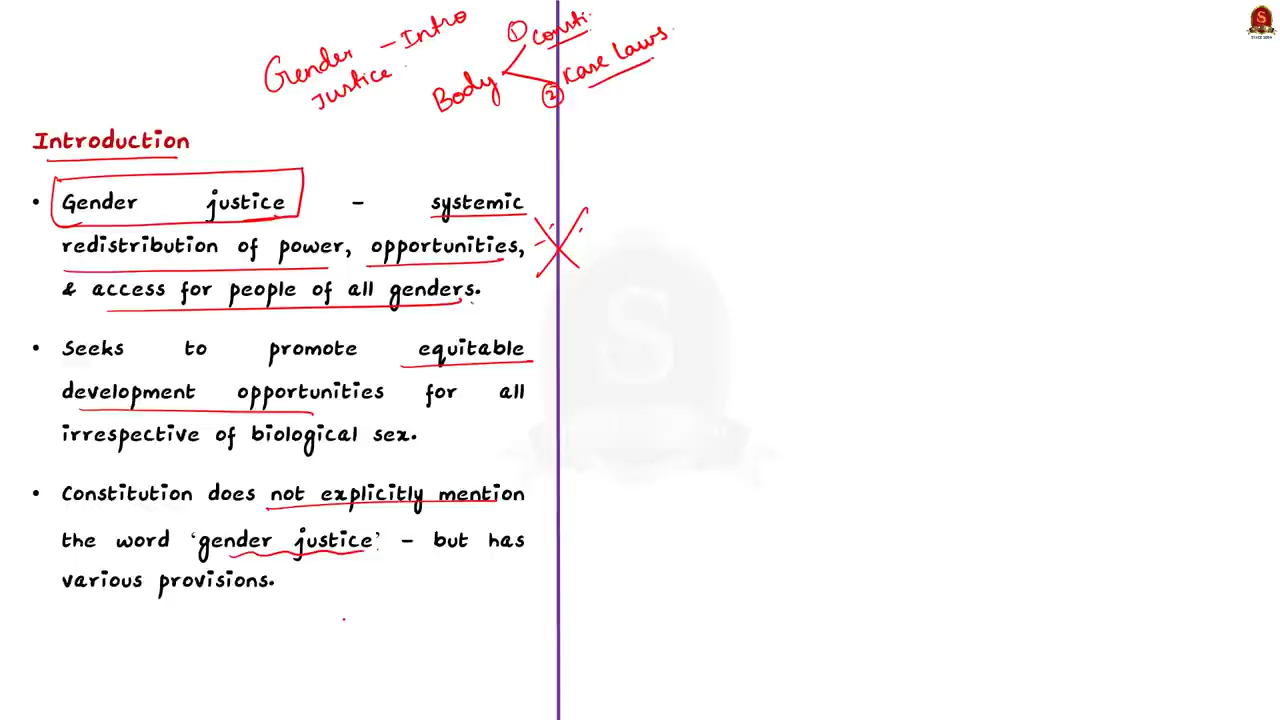 Gender - Intro
Justice
Body
① Consti.
② Kase Laws
Introduction
• Gender justice – systemic
redistribution of power, opportunities,
& access for people of all genders.
• Seeks to promote equitable
development opportunities for all
irrespective of biological sex.
• Constitution does not explicitly mention
the word ‘gender justice’ – but has
various provisions.
S